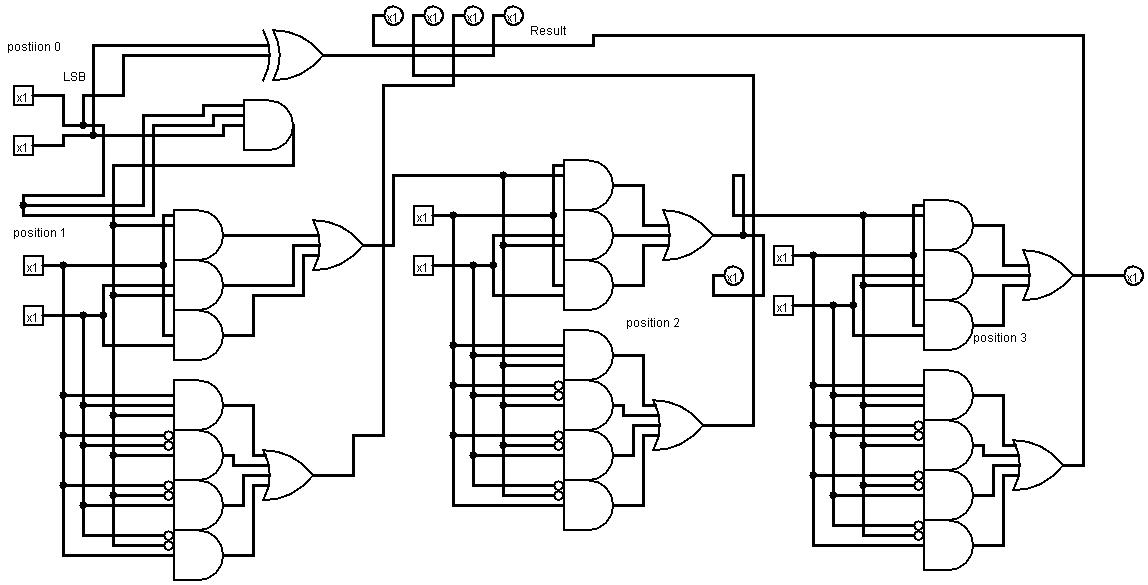 x1 x1 x1 x1
Result
postiion 0
LSB
x1
x1
position 1
x1
x1
x1
x1
x1
position 2
x1
x1
x1
position 3